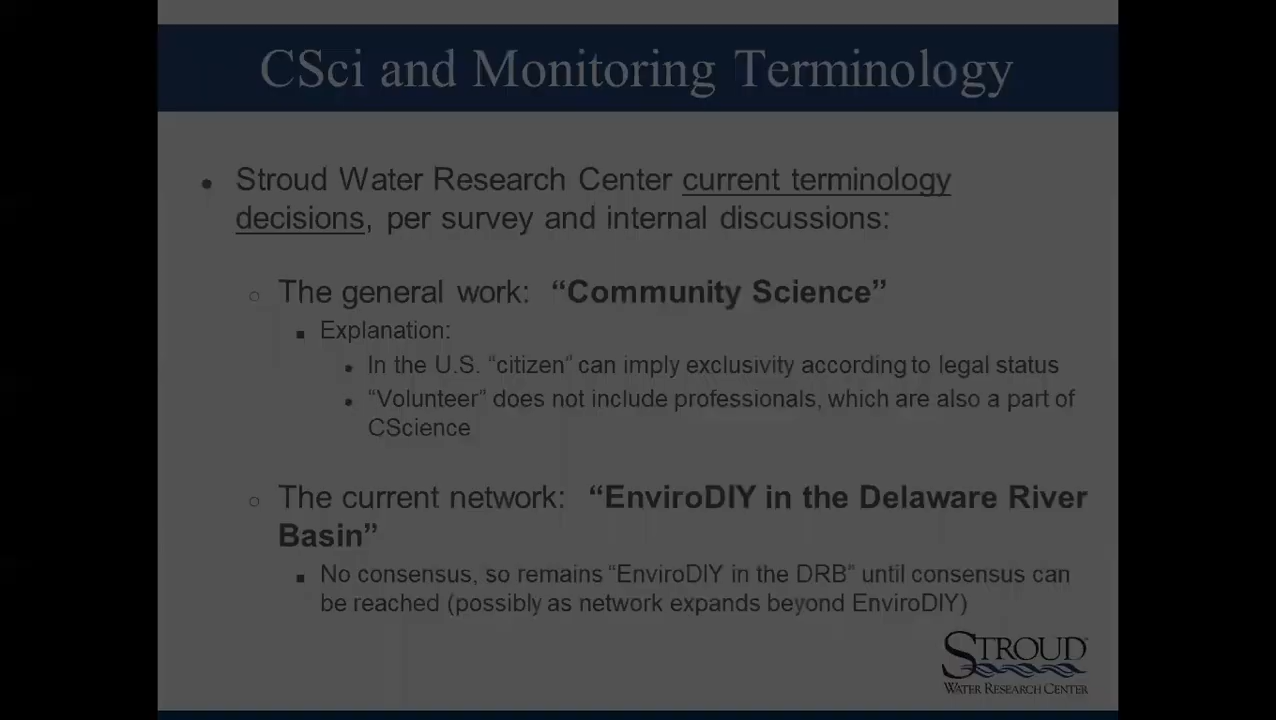 CSci and Monitoring Terminology
• Stroud Water Research Center current terminology
decisions, per survey and internal discussions:
○ The general work: “Community Science”
■ Explanation:
• In the U.S. “citizen” can imply exclusivity according to legal status
• “Volunteer” does not include professionals, which are also a part of
CScience
○ The current network: “EnviroDIY in the Delaware River
Basin”
■ No consensus, so remains “EnviroDIY in the DRB” until consensus can
be reached (possibly as network expands beyond EnviroDIY)
STROUD
WATER RESEARCH CENTER